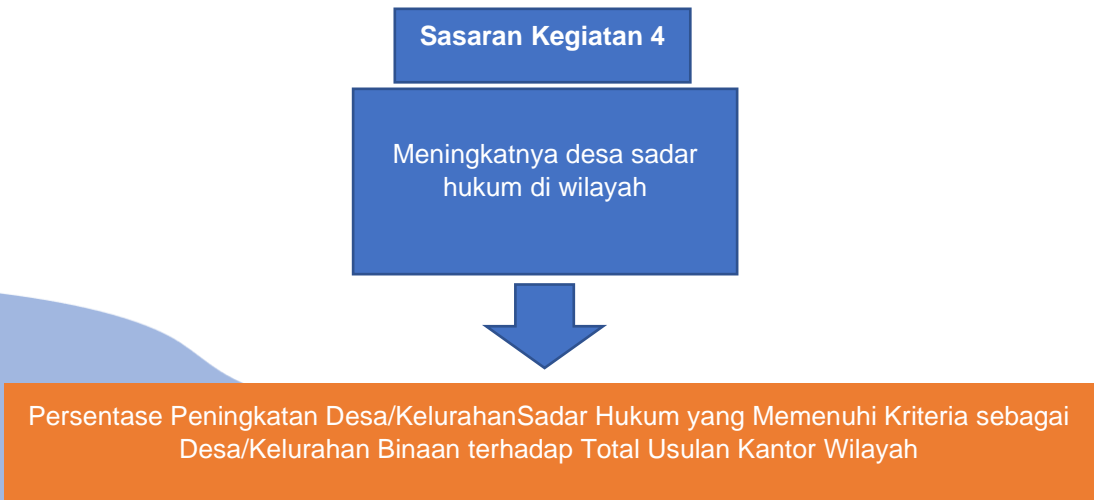 Sasaran Kegiatan 4
Meningkatnya desa sadar
hukum di wilayah
Persentase Peningkatan Desa/KelurahanSadar Hukum yang Memenuhi Kriteria sebagai
Desa/Kelurahan Binaan terhadap Total Usulan Kantor Wilayah